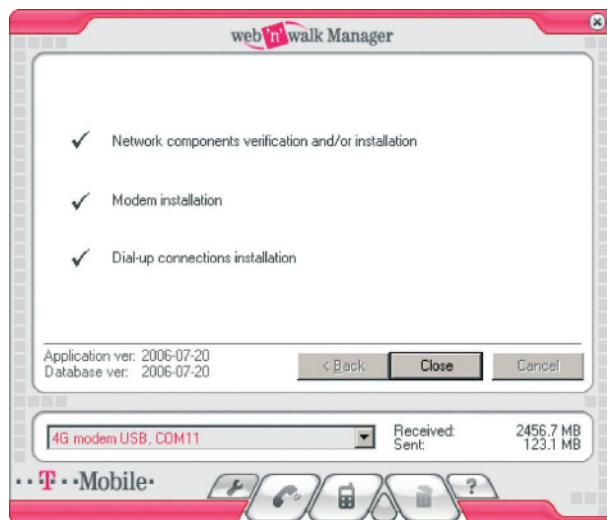 web'n'walk Manager
Network components verification and/or installation
Modem installation
Dial-up connections installation
Application ver: 2006-07-20
Database ver: 2006-07-20
< Back
Close
Cancel
4G modem USB, COM11
Received: 2456.7 MB
Sent: 123.1 MB
··T··Mobile·
?